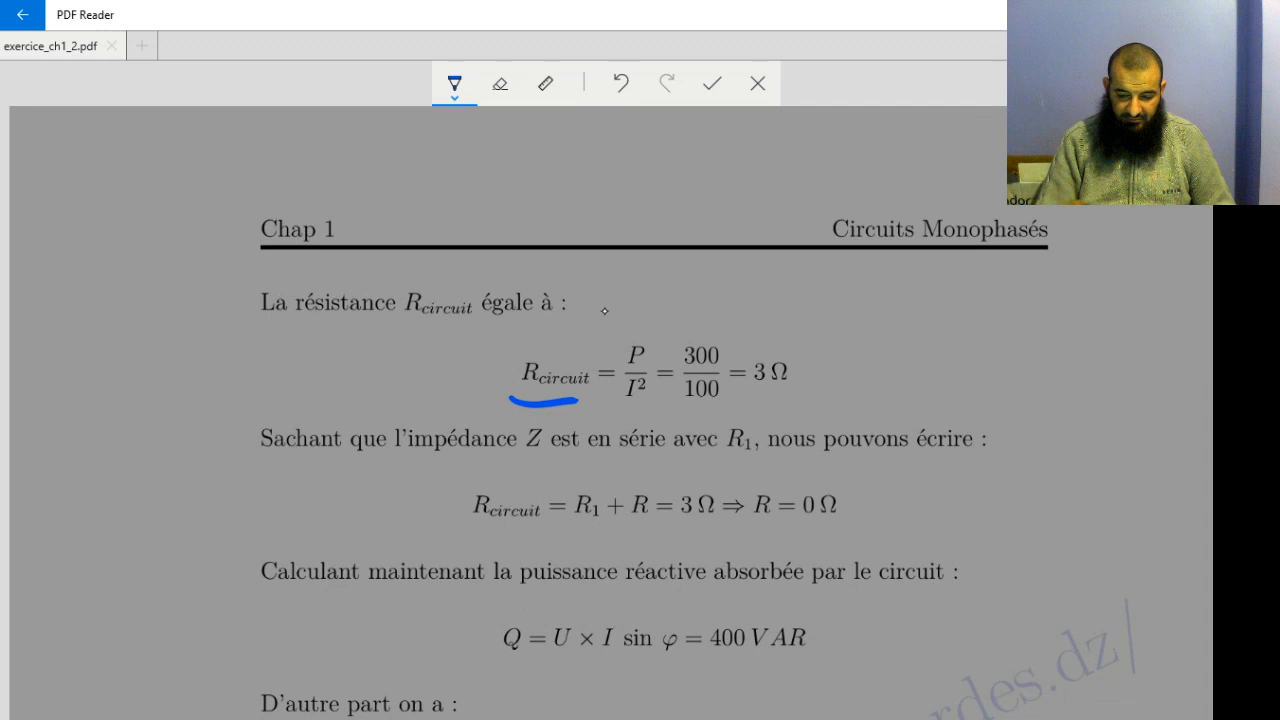 PDF Reader
exercice_ch1_2.pdf
Chap 1 Circuits Monophasés
La résistance R_circuit égale à :
R_circuit = P/I² = 300/100 = 3 Ω
Sachant que l'impédance Z est en série avec R₁, nous pouvons écrire :
R_circuit = R₁ + R = 3 Ω ⇒ R = 0 Ω
Calculant maintenant la puissance réactive absorbée par le circuit :
Q = U × I sin φ = 400 V AR
D'autre part on a :